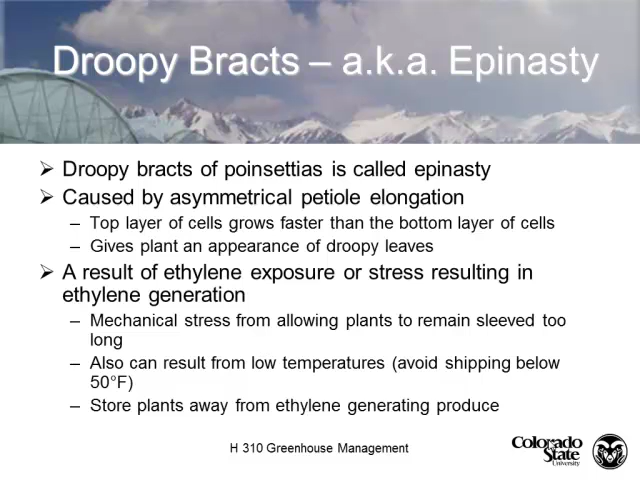 Droopy Bracts – a.k.a. Epinasty
➢ Droopy bracts of poinsettias is called epinasty
➢ Caused by asymmetrical petiole elongation
– Top layer of cells grows faster than the bottom layer of cells
– Gives plant an appearance of droopy leaves
➢ A result of ethylene exposure or stress resulting in
ethylene generation
– Mechanical stress from allowing plants to remain sleeved too
long
– Also can result from low temperatures (avoid shipping below
50°F)
– Store plants away from ethylene generating produce
H 310 Greenhouse Management
Colorado
State
University